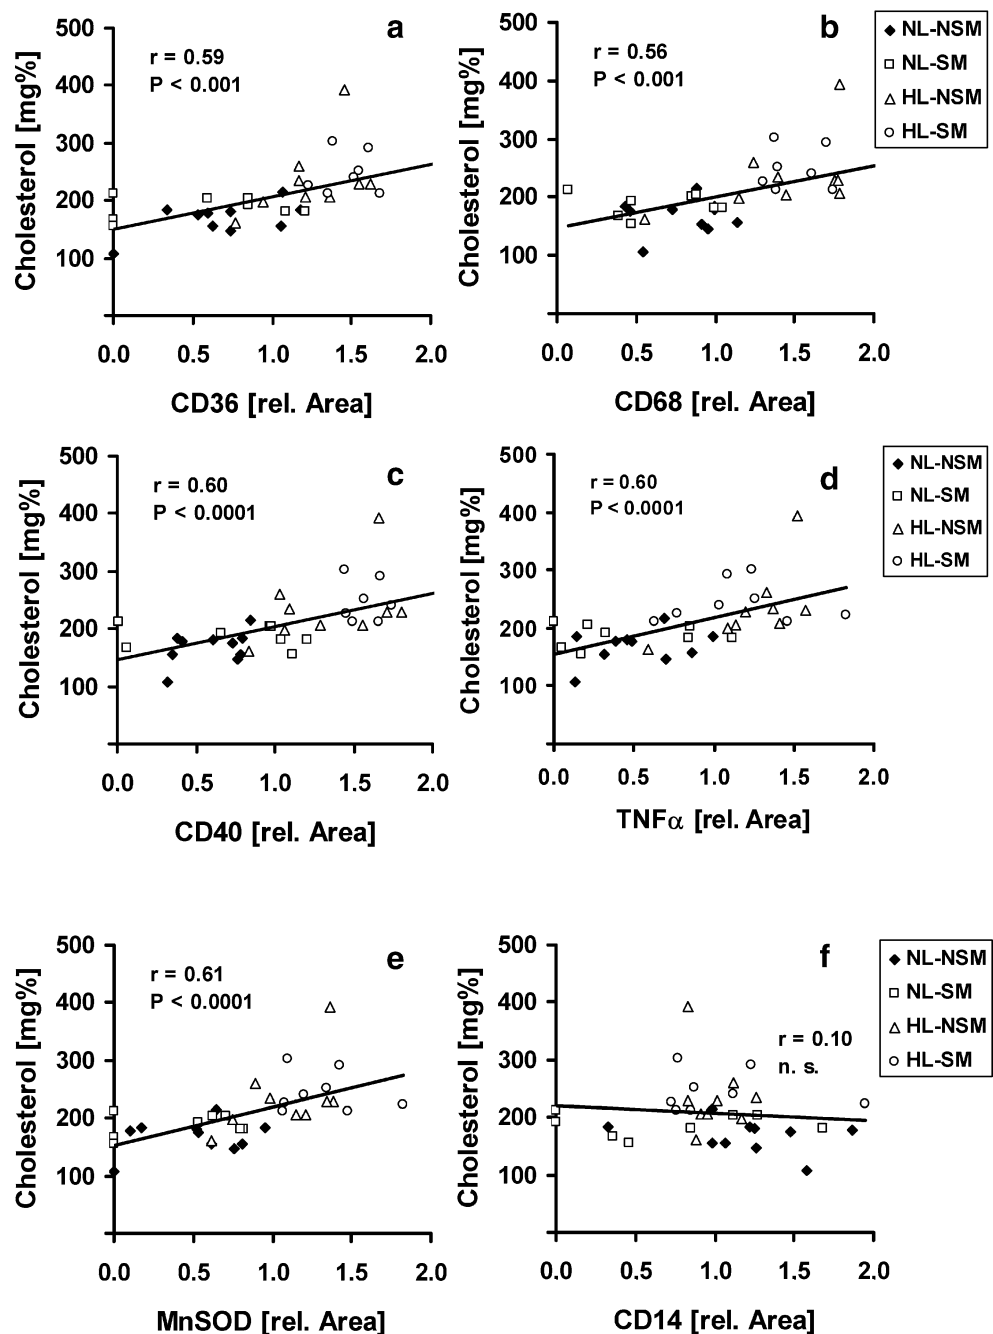 a
r = 0.59
P < 0.001
Cholesterol [mg%]
500
400
300
200
100
0.0 0.5 1.0 1.5 2.0
CD36 [rel. Area]
b
r = 0.56
P < 0.001
Cholesterol [mg%]
500
400
300
200
100
0.0 0.5 1.0 1.5 2.0
CD68 [rel. Area]
NL-NSM
NL-SM
HL-NSM
HL-SM
c
r = 0.60
P < 0.0001
Cholesterol [mg%]
500
400
300
200
100
0.0 0.5 1.0 1.5 2.0
CD40 [rel. Area]
d
r = 0.60
P < 0.0001
Cholesterol [mg%]
500
400
300
200
100
0.0 0.5 1.0 1.5 2.0
TNFα [rel. Area]
NL-NSM
NL-SM
HL-NSM
HL-SM
e
r = 0.61
P < 0.0001
Cholesterol [mg%]
500
400
300
200
100
0.0 0.5 1.0 1.5 2.0
MnSOD [rel. Area]
f
r = 0.10
n. s.
Cholesterol [mg%]
500
400
300
200
100
0.0 0.5 1.0 1.5 2.0
CD14 [rel. Area]
NL-NSM
NL-SM
HL-NSM
HL-SM